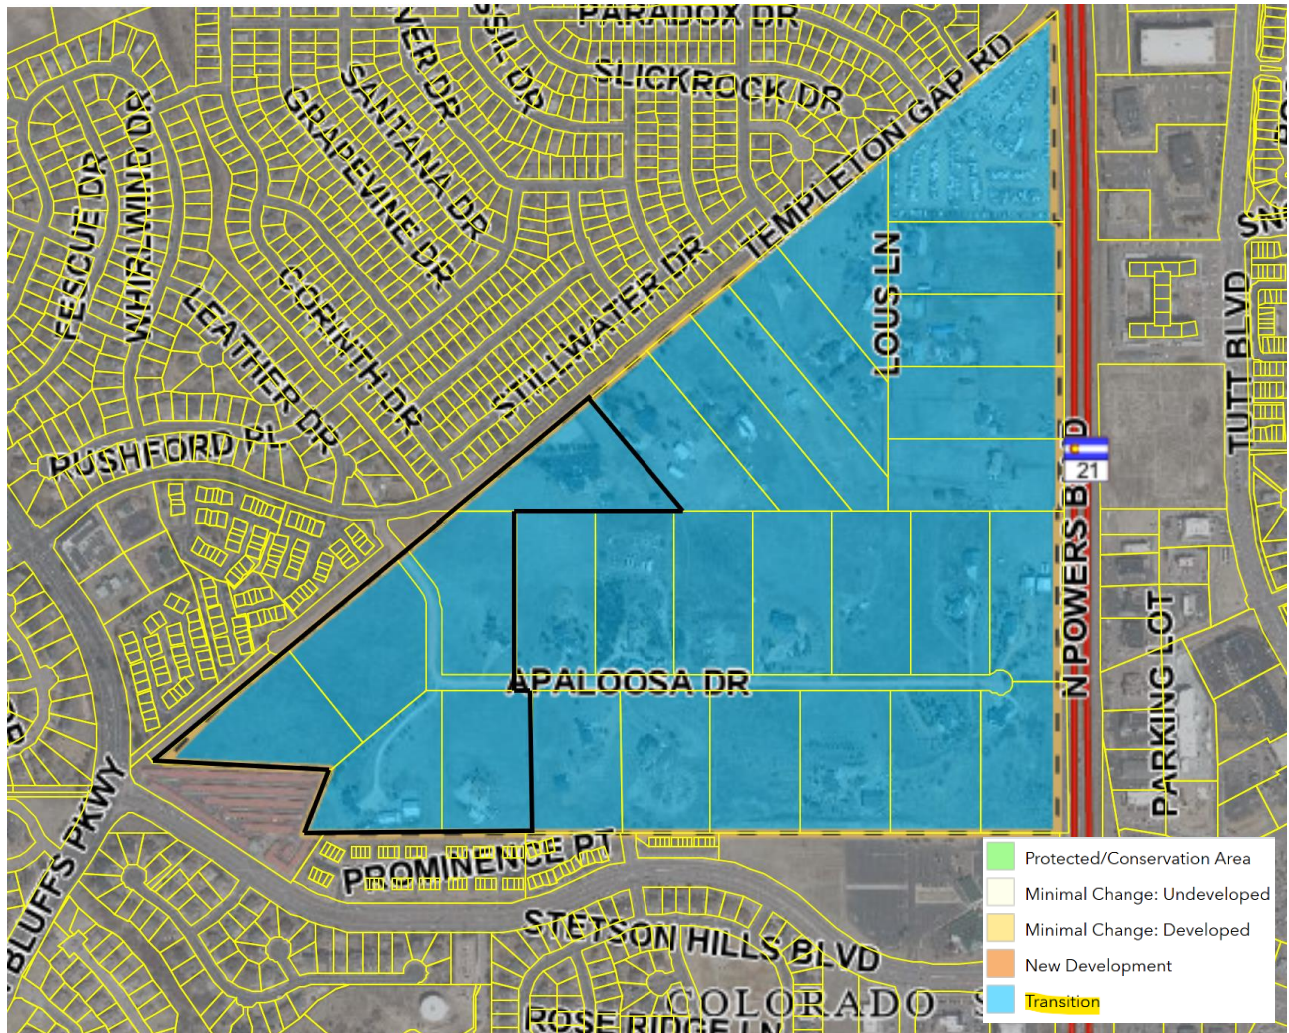 PARADOX DR
SLICKROCK DR
SANTANA DR
GRAPEVINE DR
TEMPLETON GAP RD
FESCUE DR
WHIRLWIND DR
CORINTH DR
LEATHER DR
STILLWATER DR
LOUS LN
TUTT BLVD
RUSHFORD PL
21
N POWERS B
D
APALOOSA DR
PARKING LOT
BLUFFS PKWY
PROMINENCE PT
STETSON HILLS BLVD
COLORADO S
ROSE RIDGE LN
Protected/Conservation Area
Minimal Change: Undeveloped
Minimal Change: Developed
New Development
Transition